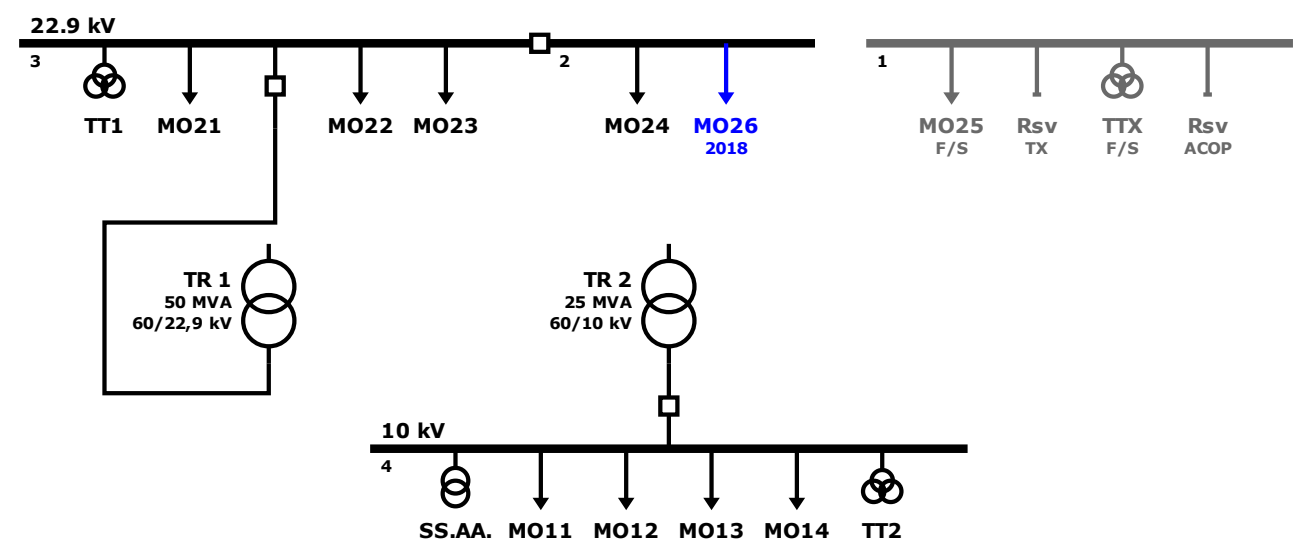 22.9 kV
3
2
1
TT1
MO21
MO22
MO23
MO24
MO26
2018
MO25
F/S
Rsv
TX
TTX
F/S
Rsv
ACOP
TR 1
50 MVA
60/22,9 kV
TR 2
25 MVA
60/10 kV
10 kV
4
SS.AA.
MO11
MO12
MO13
MO14
TT2